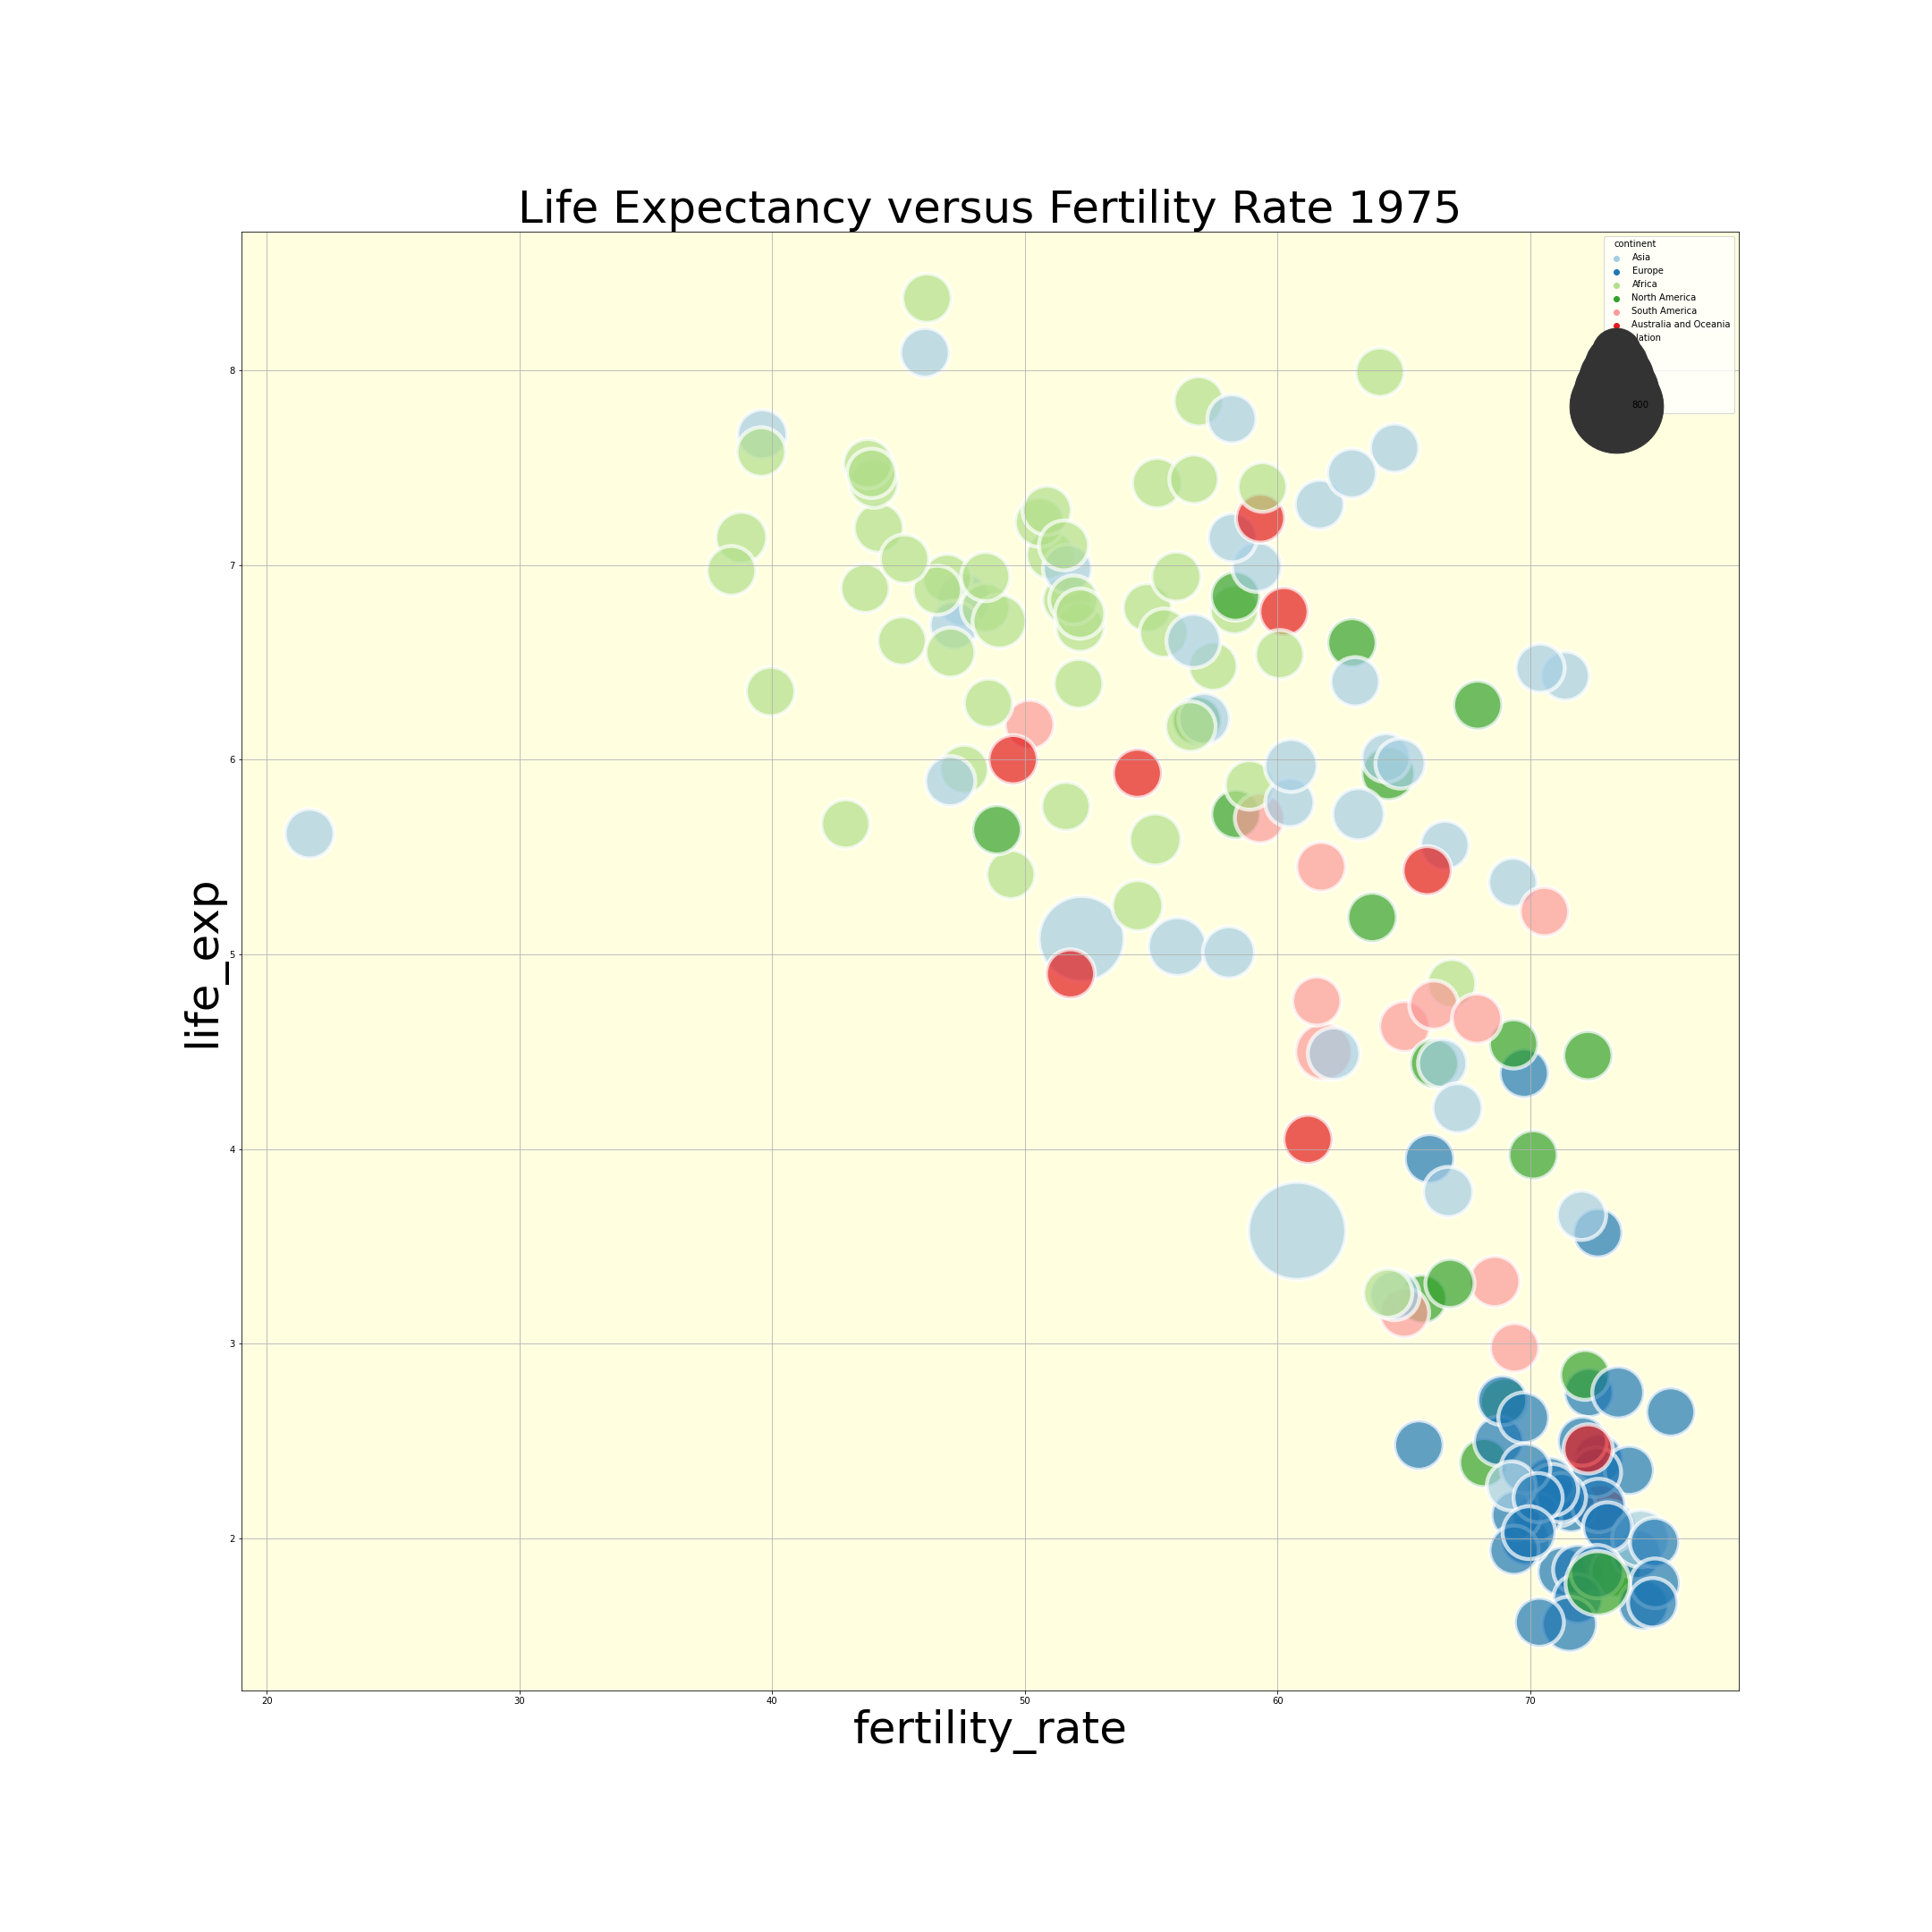 Life Expectancy versus Fertility Rate 1975
continent
Asia
Europe
Africa
North America
South America
Australia and Oceania
800
8
7
6
5
4
3
2
life_exp
20 30 40 50 60 70
fertility_rate